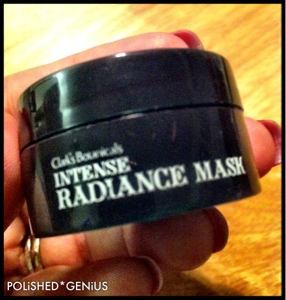 Clark's Botanicals
INTENSE
RADIANCE MASK
POLiSHED*GENiUS